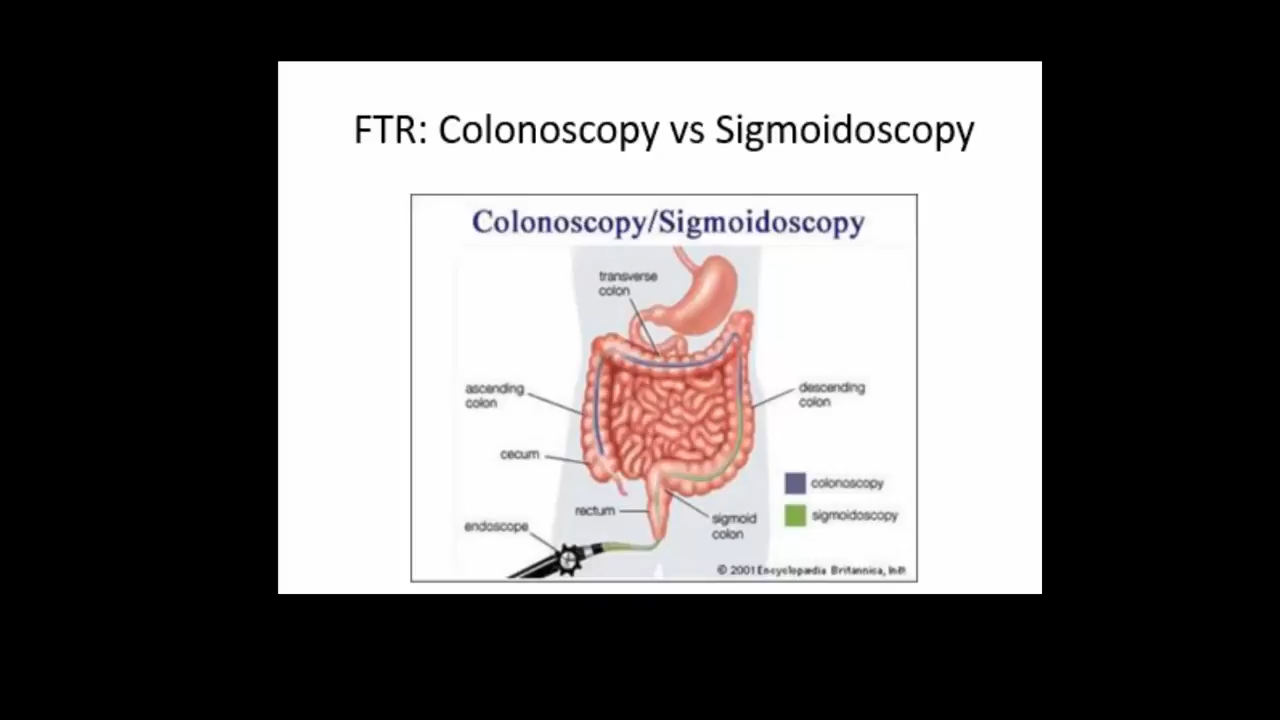 FTR: Colonoscopy vs Sigmoidoscopy
Colonoscopy/Sigmoidoscopy
transverse
colon
ascending
colon
descending
colon
cecum
colonoscopy
rectum
sigmoidoscopy
sigmoid
colon
endoscope
© 2001 Encyclopædia Britannica, Inc.